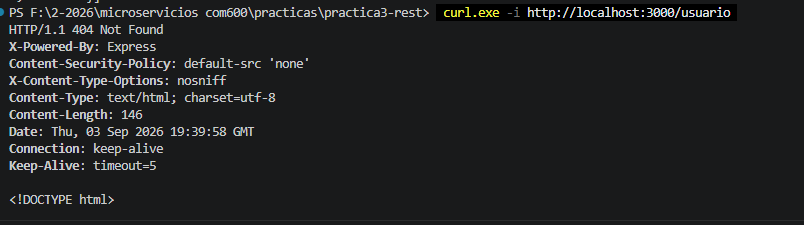 PS F:\2-2026\microservicios com600\practicas\practica3-rest> curl.exe -i http://localhost:3000/usuario
HTTP/1.1 404 Not Found
X-Powered-By: Express
Content-Security-Policy: default-src 'none'
X-Content-Type-Options: nosniff
Content-Type: text/html; charset=utf-8
Content-Length: 146
Date: Thu, 03 Sep 2026 19:39:58 GMT
Connection: keep-alive
Keep-Alive: timeout=5
<!DOCTYPE html>